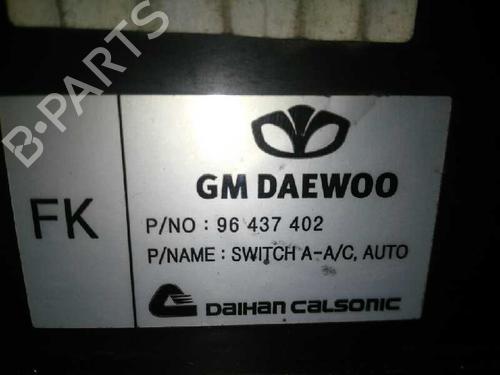 B-PARTS
GM DAEWOO
FK
P/NO : 96 437 402
P/NAME : SWITCH A-A/C, AUTO
DAIHAN CALSONIC